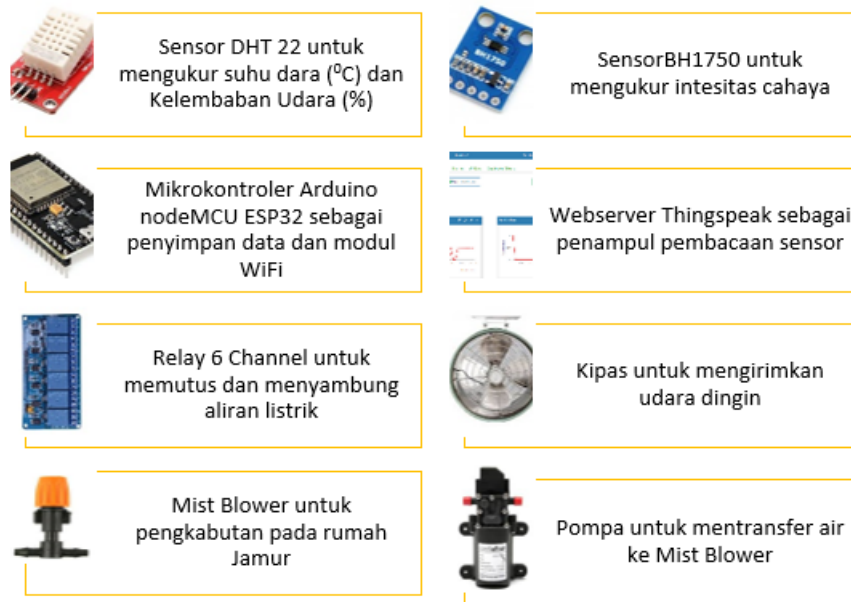 Sensor DHT 22 untuk
mengukur suhu dara (⁰C) dan
Kelembaban Udara (%)
BH1750
SensorBH1750 untuk
mengukur intesitas cahaya
Mikrokontroler Arduino
nodeMCU ESP32 sebagai
penyimpan data dan modul
WiFi
Webserver Thingspeak sebagai
penampul pembacaan sensor
Relay 6 Channel untuk
memutus dan menyambung
aliran listrik
Kipas untuk mengirimkan
udara dingin
Mist Blower untuk
pengkabutan pada rumah
Jamur
Pompa untuk mentransfer air
ke Mist Blower